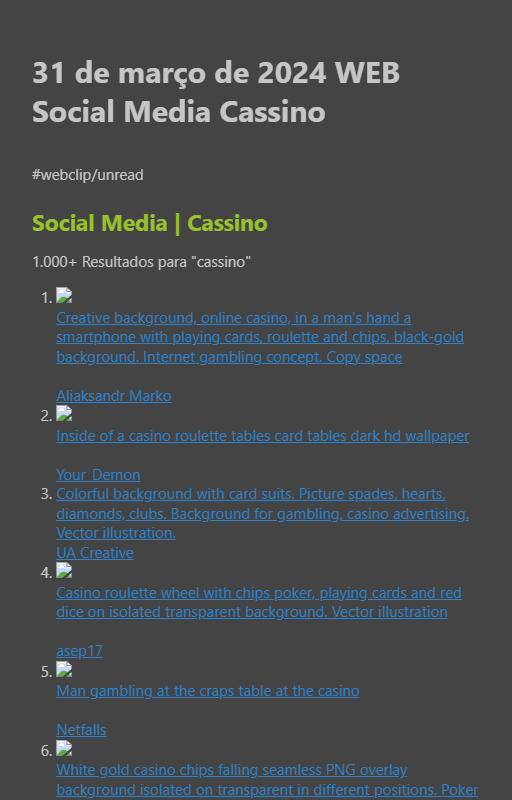 31 de março de 2024 WEB
Social Media Cassino
#webclip/unread
Social Media | Cassino
1.000+ Resultados para "cassino"
1.
Creative background, online casino, in a man's hand a
smartphone with playing cards, roulette and chips, black-gold
background. Internet gambling concept. Copy space
Aliaksandr Marko
2.
Inside of a casino roulette tables card tables dark hd wallpaper
Your_Demon
3. Colorful background with card suits. Picture spades, hearts,
diamonds, clubs. Background for gambling, casino advertising.
Vector illustration.
UA Creative
4.
Casino roulette wheel with chips poker, playing cards and red
dice on isolated transparent background. Vector illustration
asep17
5.
Man gambling at the craps table at the casino
Netfalls
6.
White gold casino chips falling seamless PNG overlay
background isolated on transparent in different positions. Poker